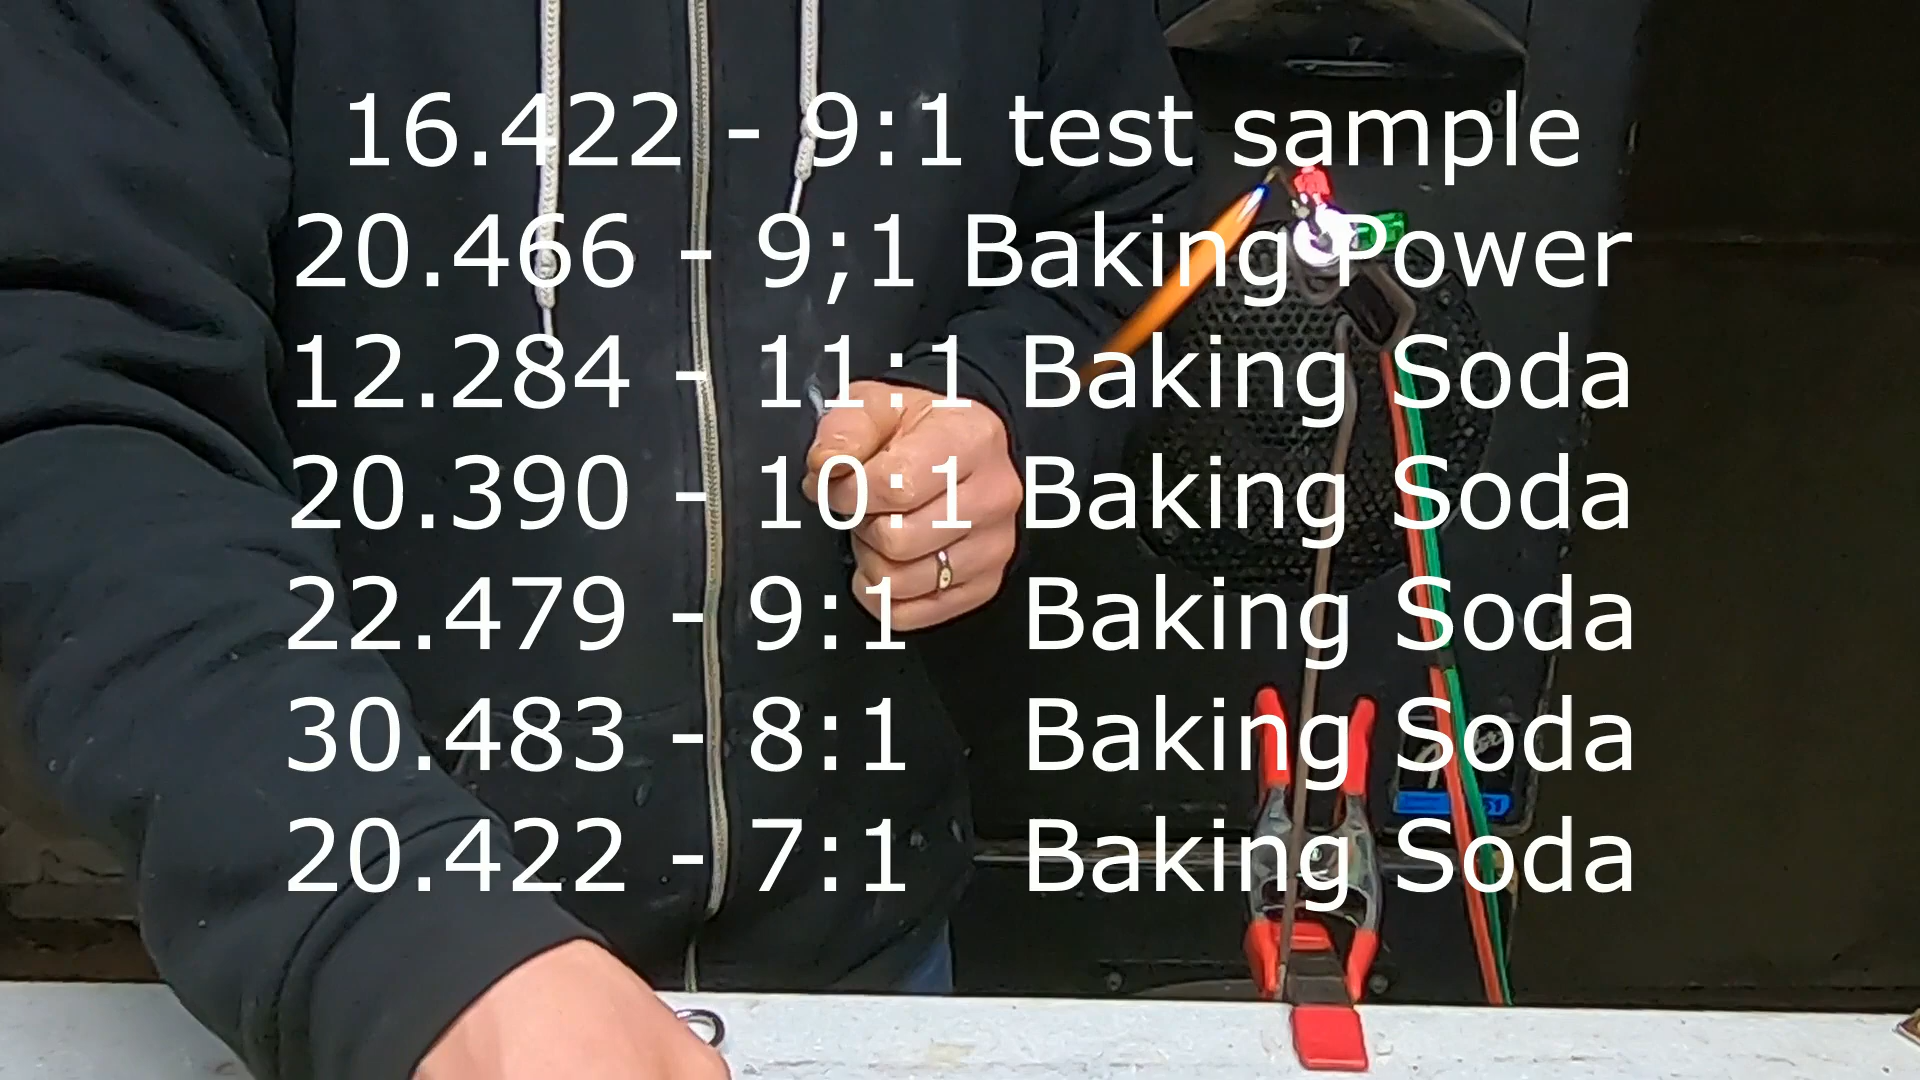 16.422 - 9:1 test sample
20.466 - 9;1 Baking Power
12.284 - 11:1 Baking Soda
20.390 - 10:1 Baking Soda
22.479 - 9:1 Baking Soda
30.483 - 8:1 Baking Soda
20.422 - 7:1 Baking Soda